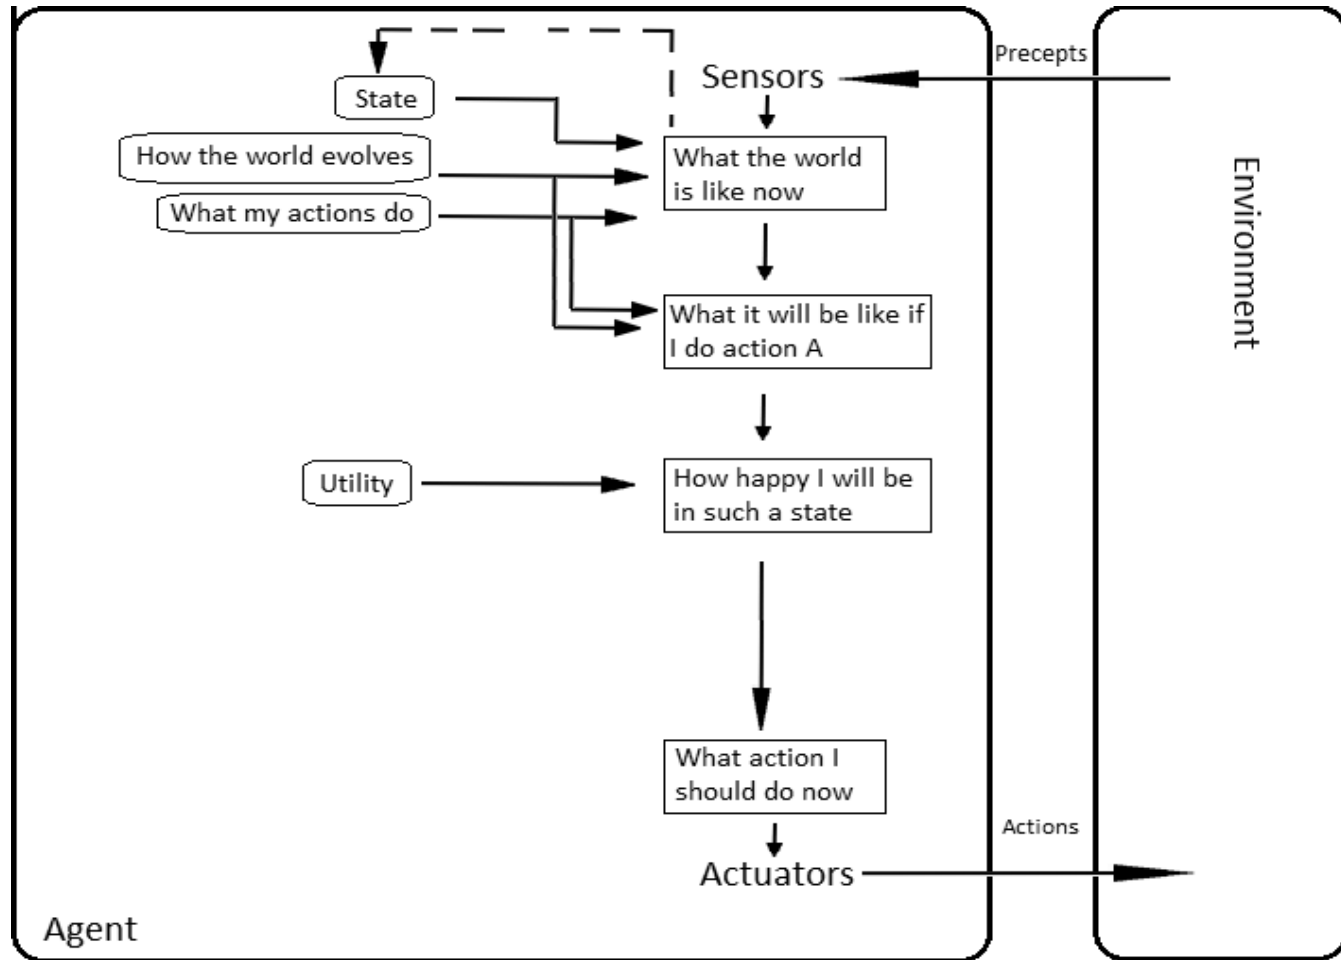 Precepts
Sensors
State
How the world evolves
What the world
is like now
What my actions do
Environment
What it will be like if
I do action A
Utility
How happy I will be
in such a state
What action I
should do now
Actions
Actuators
Agent